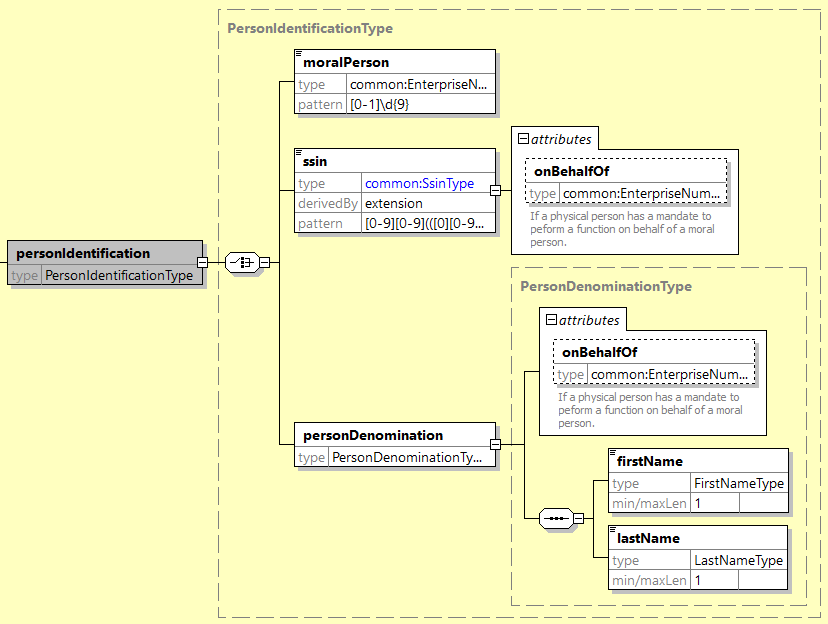 PersonIdentificationType
moralPerson
type common:EnterpriseN...
pattern [0-1]\d{9}
ssin
type common:SsinType
derivedBy extension
pattern [0-9][0-9](([0][0-9...
attributes
onBehalfOf
type common:EnterpriseNum...
If a physical person has a mandate to
peform a function on behalf of a moral
person.
personIdentification
type PersonIdentificationType
PersonDenominationType
attributes
onBehalfOf
type common:EnterpriseNum...
If a physical person has a mandate to
peform a function on behalf of a moral
person.
personDenomination
type PersonDenominationTy...
firstName
type FirstNameType
min/maxLen 1
lastName
type LastNameType
min/maxLen 1